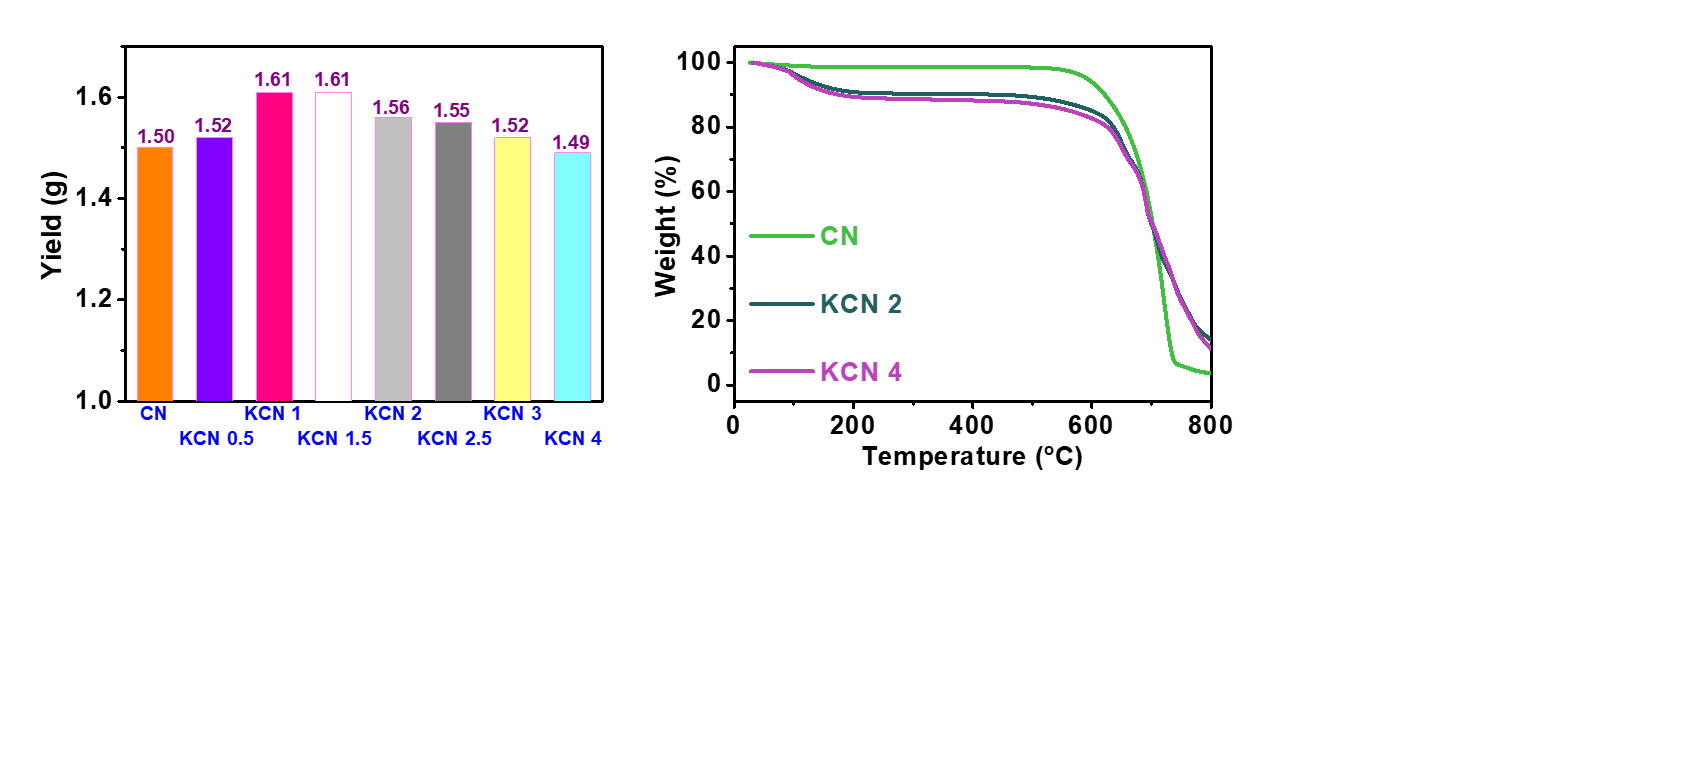 1.6
1.4
1.2
1.0
Yield (g)
1.50
1.52
1.61
1.61
1.56
1.55
1.52
1.49
CN
KCN 0.5
KCN 1
KCN 1.5
KCN 2
KCN 2.5
KCN 3
KCN 4
100
80
60
40
20
0
Weight (%)
CN
KCN 2
KCN 4
0
200
400
600
800
Temperature (°C)